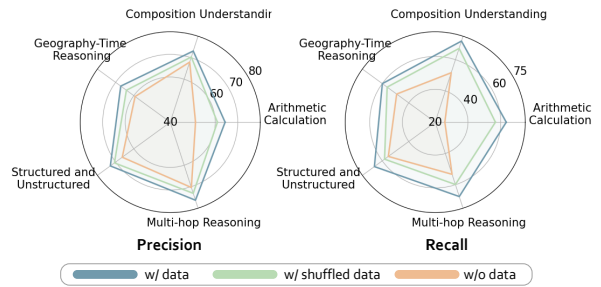 Composition Understandin
Composition Understanding
Geography-Time
Reasoning
80
70
60
40
Arithmetic
Calculation
Structured and
Unstructured
Multi-hop Reasoning
Precision
Geography-Time
Reasoning
75
60
40
20
Arithmetic
Calculation
Structured and
Unstructured
Multi-hop Reasoning
Recall
w/ data
w/ shuffled data
w/o data